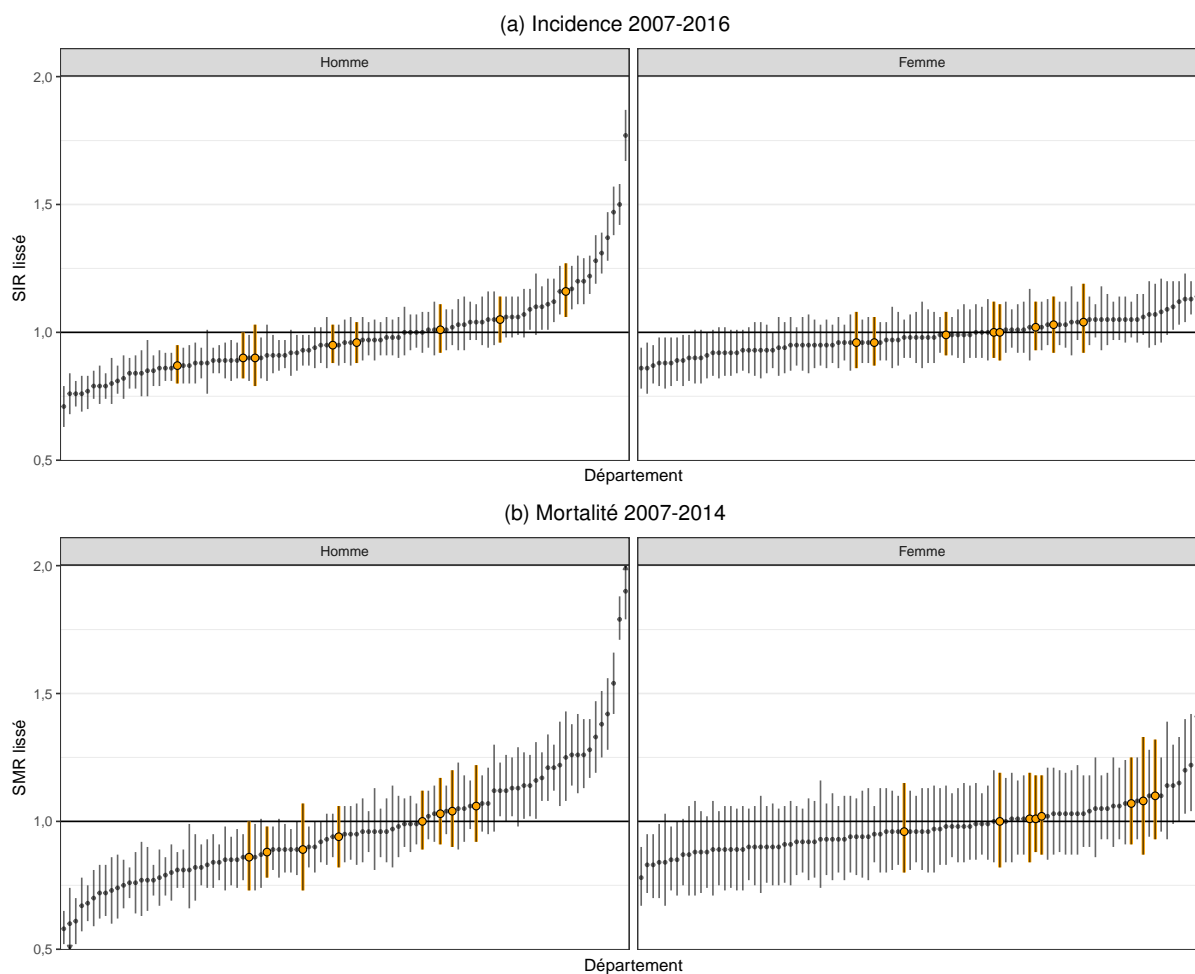 (a) Incidence 2007-2016
Homme
Femme
2,0
1,5
1,0
0,5
SIR lissé
Département
(b) Mortalité 2007-2014
Homme
Femme
2,0
1,5
1,0
0,5
SMR lissé
Département